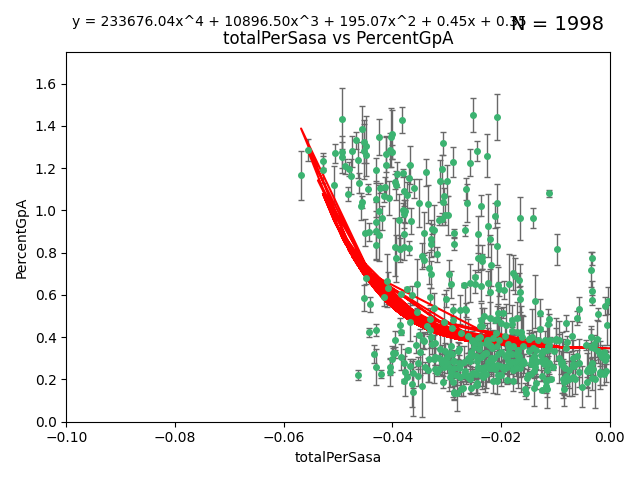 y = 233676.04x^4 + 10896.50x^3 + 195.07x^2 + 0.45x + 0.35
N = 1998
totalPerSasa vs PercentGpA
PercentGpA
1.6
1.4
1.2
1.0
0.8
0.6
0.4
0.2
0.0
−0.10 −0.08 −0.06 −0.04 −0.02 0.00
totalPerSasa